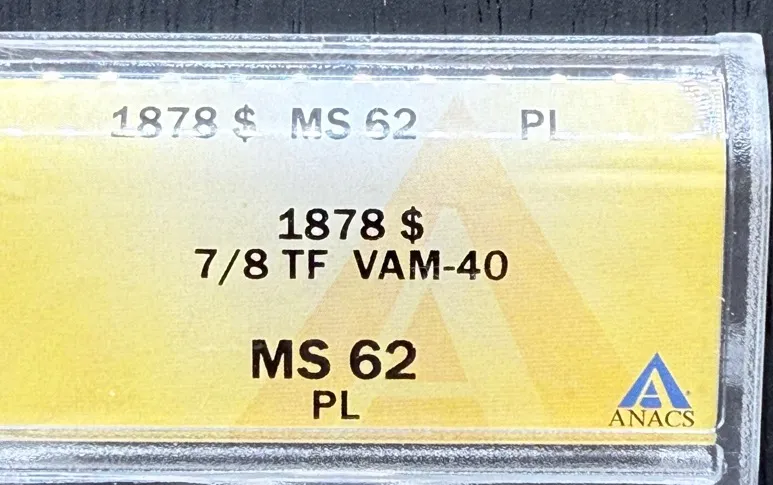 1878 $ MS 62 PL
1878 $
7/8 TF VAM-40
MS 62
PL
ANACS